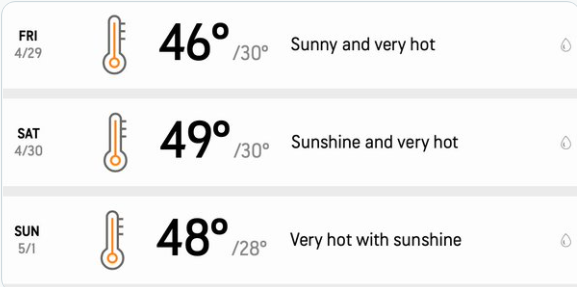 FRI
4/29
46°/30°
Sunny and very hot
SAT
4/30
49°/30°
Sunshine and very hot
SUN
5/1
48°/28°
Very hot with sunshine